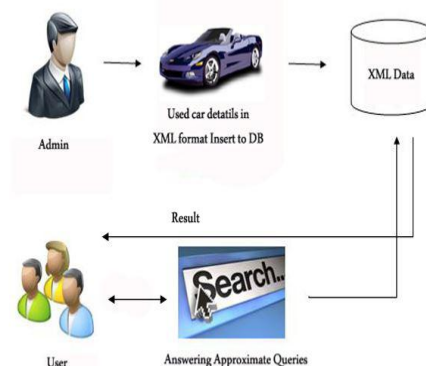 Admin
Used car detatils in
XML format Insert to DB
XML Data
Result
Search..
User
Answering Approximate Queries